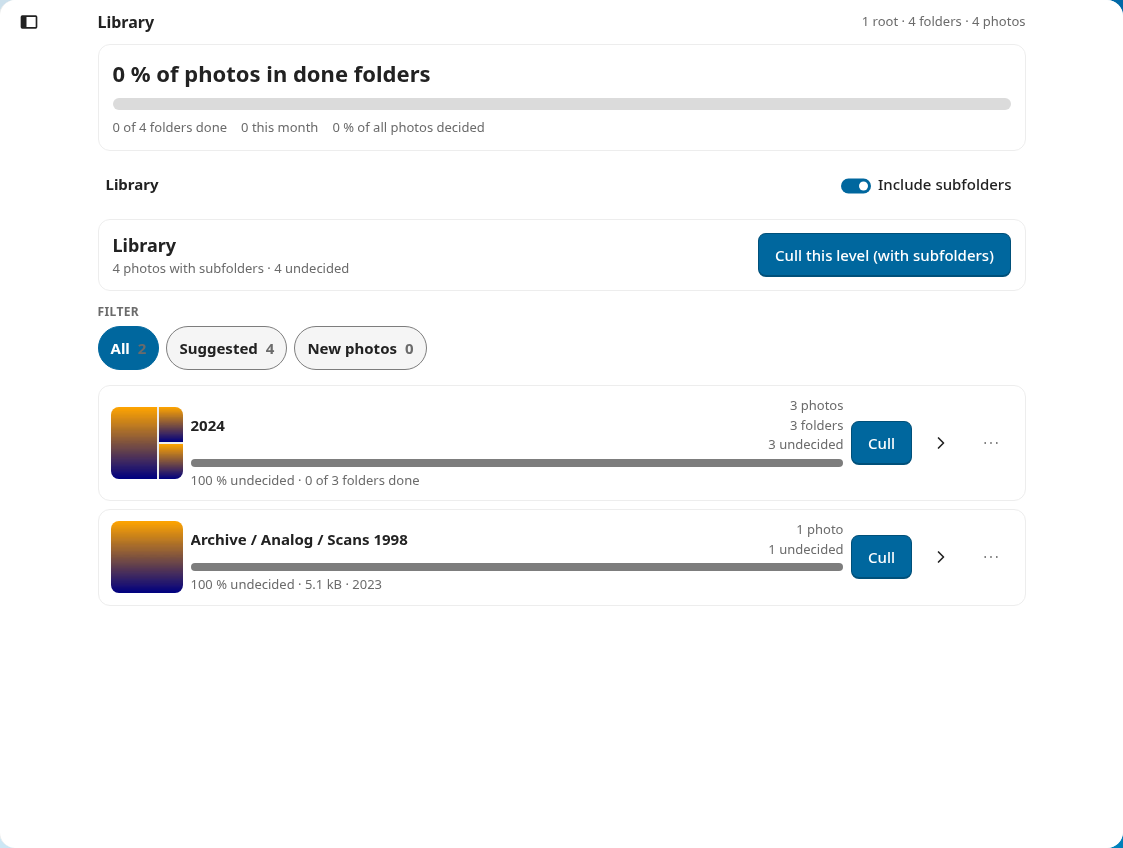 Library
1 root · 4 folders · 4 photos
0 % of photos in done folders
0 of 4 folders done 0 this month 0 % of all photos decided
Library
Include subfolders
Library
4 photos with subfolders · 4 undecided
Cull this level (with subfolders)
FILTER
All 2
Suggested 4
New photos 0
2024
3 photos
3 folders
3 undecided
100 % undecided · 0 of 3 folders done
Cull
Archive / Analog / Scans 1998
1 photo
1 undecided
100 % undecided · 5.1 kB · 2023
Cull